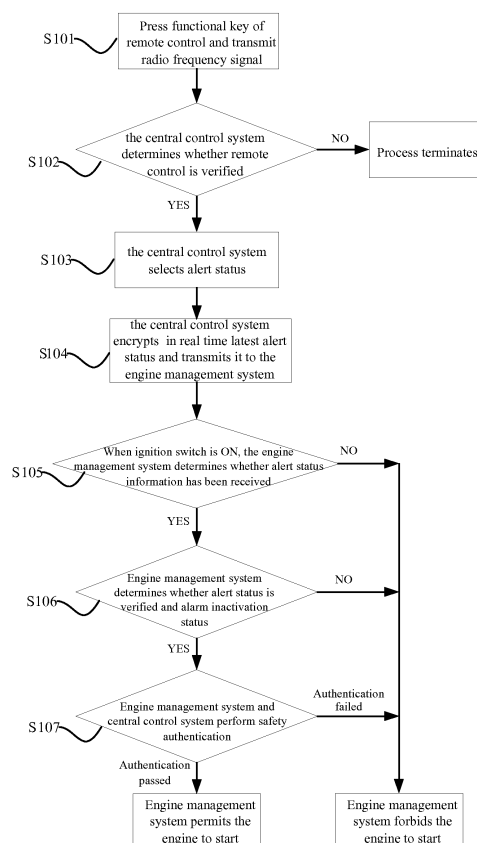 S101
Press functional key of
remote control and transmit
radio frequency signal
S102
the central control system
determines whether remote
control is verified
NO
Process terminates
YES
S103
the central control system
selects alert status
S104
the central control system
encrypts in real time latest alert
status and transmits it to the
engine management system
S105
When ignition switch is ON, the engine
management system determines whether alert status
information has been received
NO
YES
S106
Engine management system
determines whether alert status is
verified and alarm inactivation
status
NO
YES
S107
Engine management system and
central control system perform safety
authentication
Authentication
failed
Authentication
passed
Engine management
system permits the
engine to start
Engine management
system forbids the
engine to start